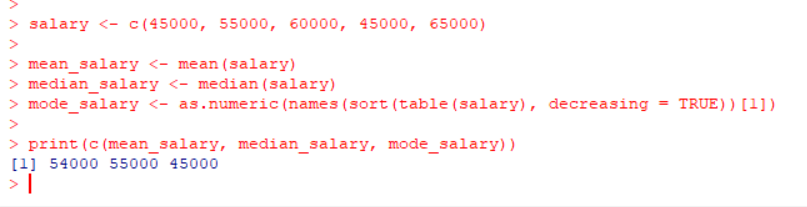 >
> salary <- c(45000, 55000, 60000, 45000, 65000)
>
> mean_salary <- mean(salary)
> median_salary <- median(salary)
> mode_salary <- as.numeric(names(sort(table(salary), decreasing = TRUE))[1])
>
> print(c(mean_salary, median_salary, mode_salary))
[1] 54000 55000 45000
>